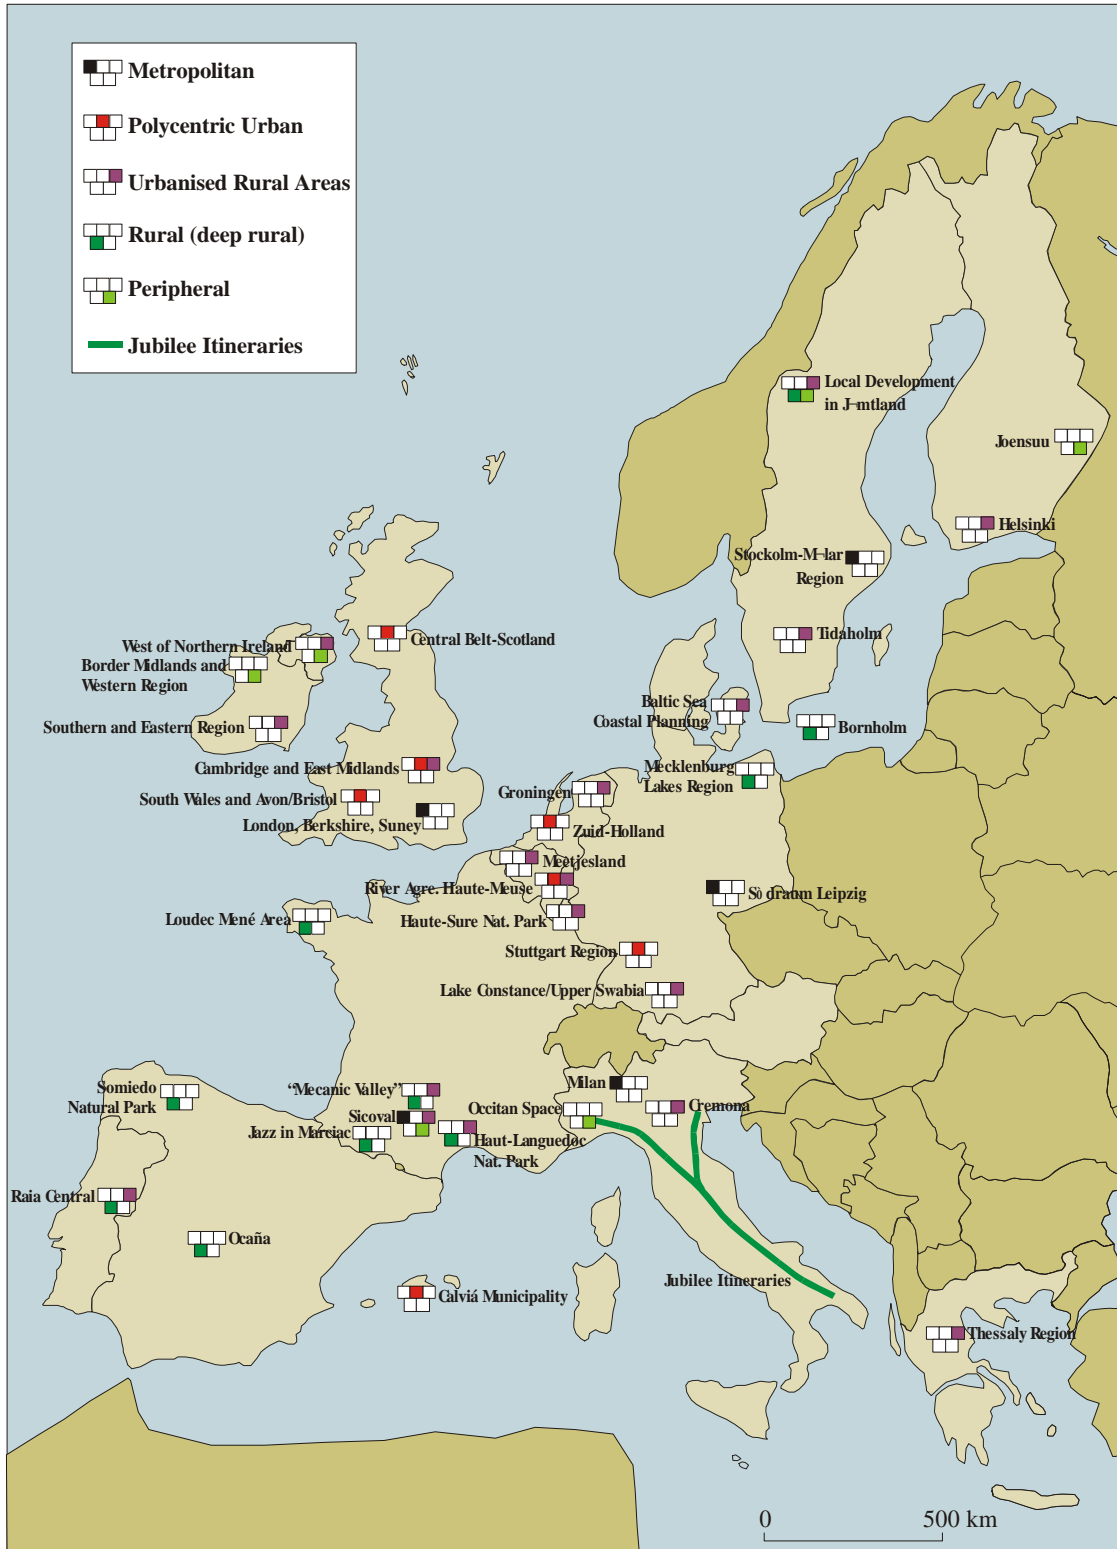 Metropolitan
Polycentric Urban
Urbanised Rural Areas
Rural (deep rural)
Peripheral
Jubilee Itineraries
Local Development
in J¬mtland
Joensuu
Helsinki
Stockolm-M¬lar
Region
Tidaholm
Central Belt-Scotland
West of Northern Ireland
Border Midlands and
Western Region
Southern and Eastern Region
Baltic Sea
Coastal Planning
Bornholm
Mecklenburg
Lakes Region
Cambridge and East Midlands
South Wales and Avon/Bristol
London, Berkshire, Suney
Groningen
Zuid-Holland
Meetjesland
River Agre. Haute-Meuse
Haute-Sure Nat. Park
Sò draum Leipzig
Loudec Mené Area
Stuttgart Region
Lake Constance/Upper Swabia
Somiedo
Natural Park
"Mecanic Valley"
Sicoval
Jazz in Marciac
Haut-Languedoc
Nat. Park
Milan
Occitan Space
Cremona
Raia Central
Ocaña
Calviá Municipality
Jubilee Itineraries
Thessaly Region
0 500 km